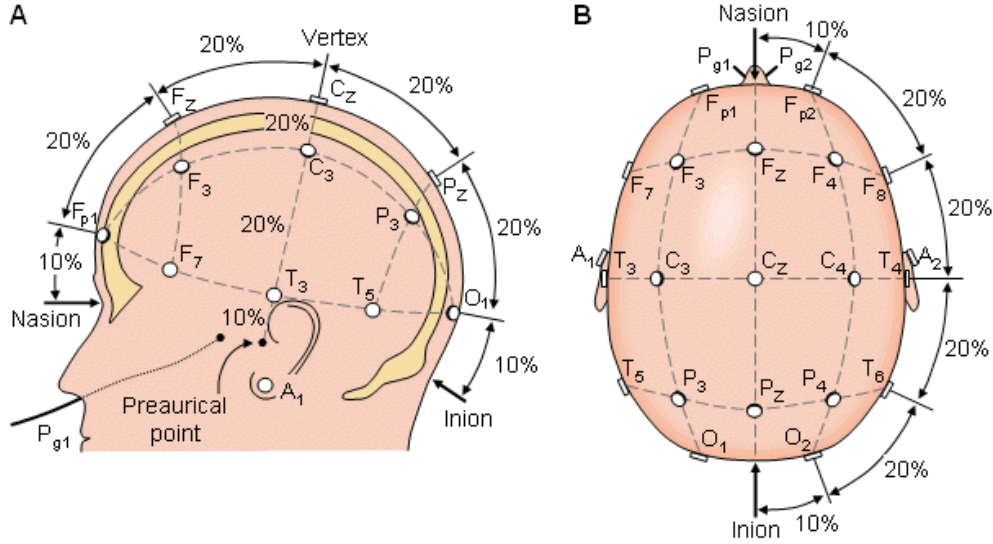 A
B
Vertex
20%
20%
Fz
Cz
20%
20%
20%
F3
C3
Pz
P3
20%
Fp1
10%
F7
20%
T3
T5
O1
Nasion
10%
10%
A1
Preaurical
point
Inion
Pg1
Nasion
10%
Pg1
Pg2
20%
Fp1
Fp2
F7
F3
Fz
F4
F8
20%
A1
T3
C3
Cz
C4
T4
A2
20%
T5
P3
Pz
P4
T6
O1
O2
20%
10%
Inion